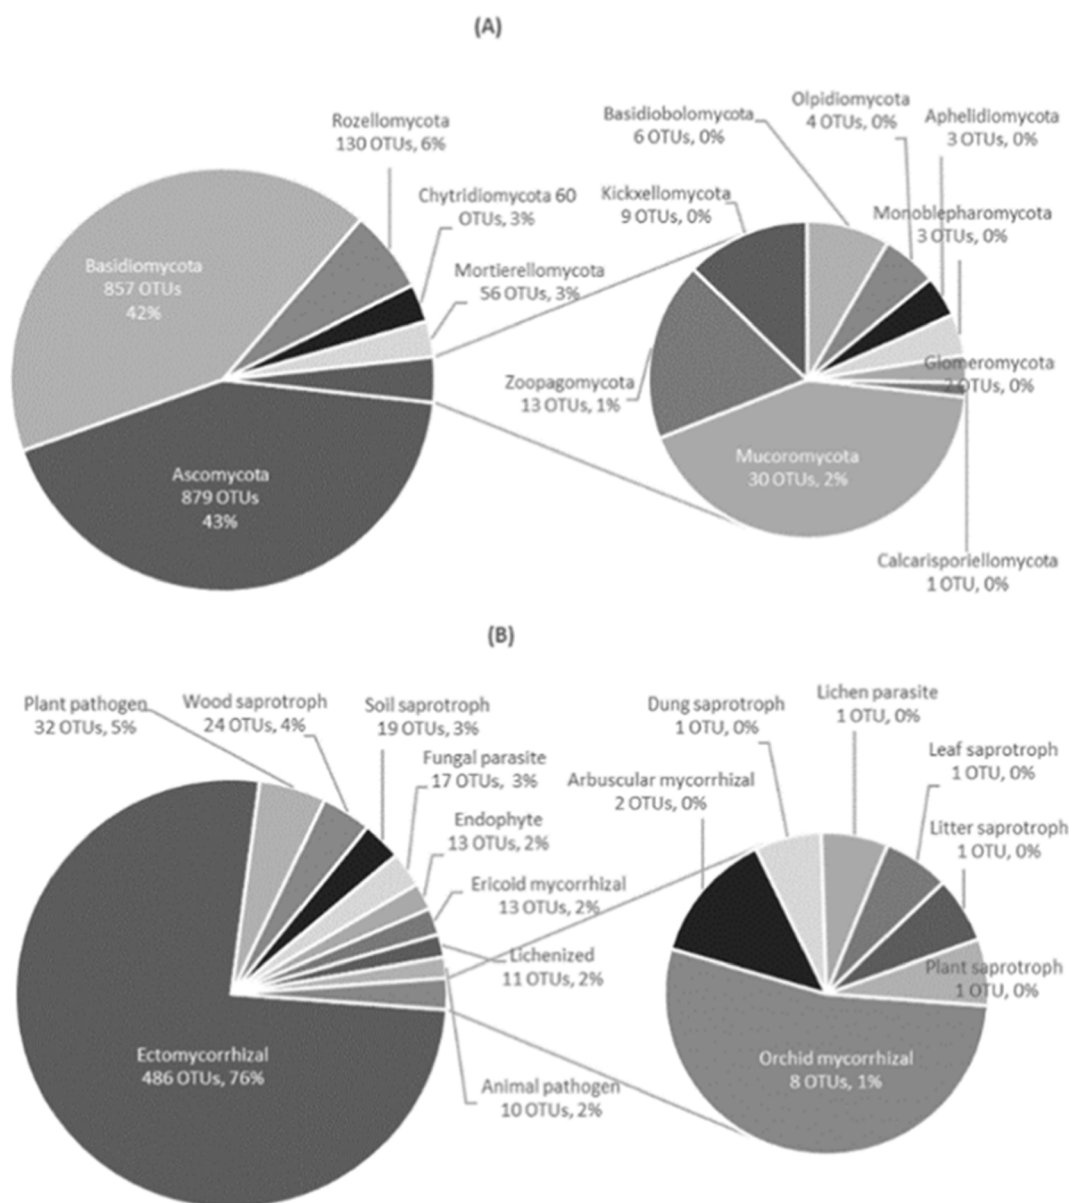 (A)
Rozellomycota
130 OTUs, 6%
Chytridiomycota 60
OTUs, 3%
Mortierellomycota
56 OTUs, 3%
Basidiomycota
857 OTUs
42%
Ascomycota
879 OTUs
43%
Basidiobolomycota
6 OTUs, 0%
Olpidiomycota
4 OTUs, 0%
Aphelidiomycota
3 OTUs, 0%
Kickxellomycota
9 OTUs, 0%
Monoblepharomycota
3 OTUs, 0%
Glomeromycota
2 OTUs, 0%
Zoopagomycota
13 OTUs, 1%
Mucoromycota
30 OTUs, 2%
Calcarisporiellomycota
1 OTU, 0%
(B)
Plant pathogen
32 OTUs, 5%
Wood saprotroph
24 OTUs, 4%
Soil saprotroph
19 OTUs, 3%
Fungal parasite
17 OTUs, 3%
Endophyte
13 OTUs, 2%
Ericoid mycorrhizal
13 OTUs, 2%
Lichenized
11 OTUs, 2%
Animal pathogen
10 OTUs, 2%
Ectomycorrhizal
486 OTUs, 76%
Dung saprotroph
1 OTU, 0%
Lichen parasite
1 OTU, 0%
Leaf saprotroph
1 OTU, 0%
Arbuscular mycorrhizal
2 OTUs, 0%
Litter saprotroph
1 OTU, 0%
Plant saprotroph
1 OTU, 0%
Orchid mycorrhizal
8 OTUs, 1%